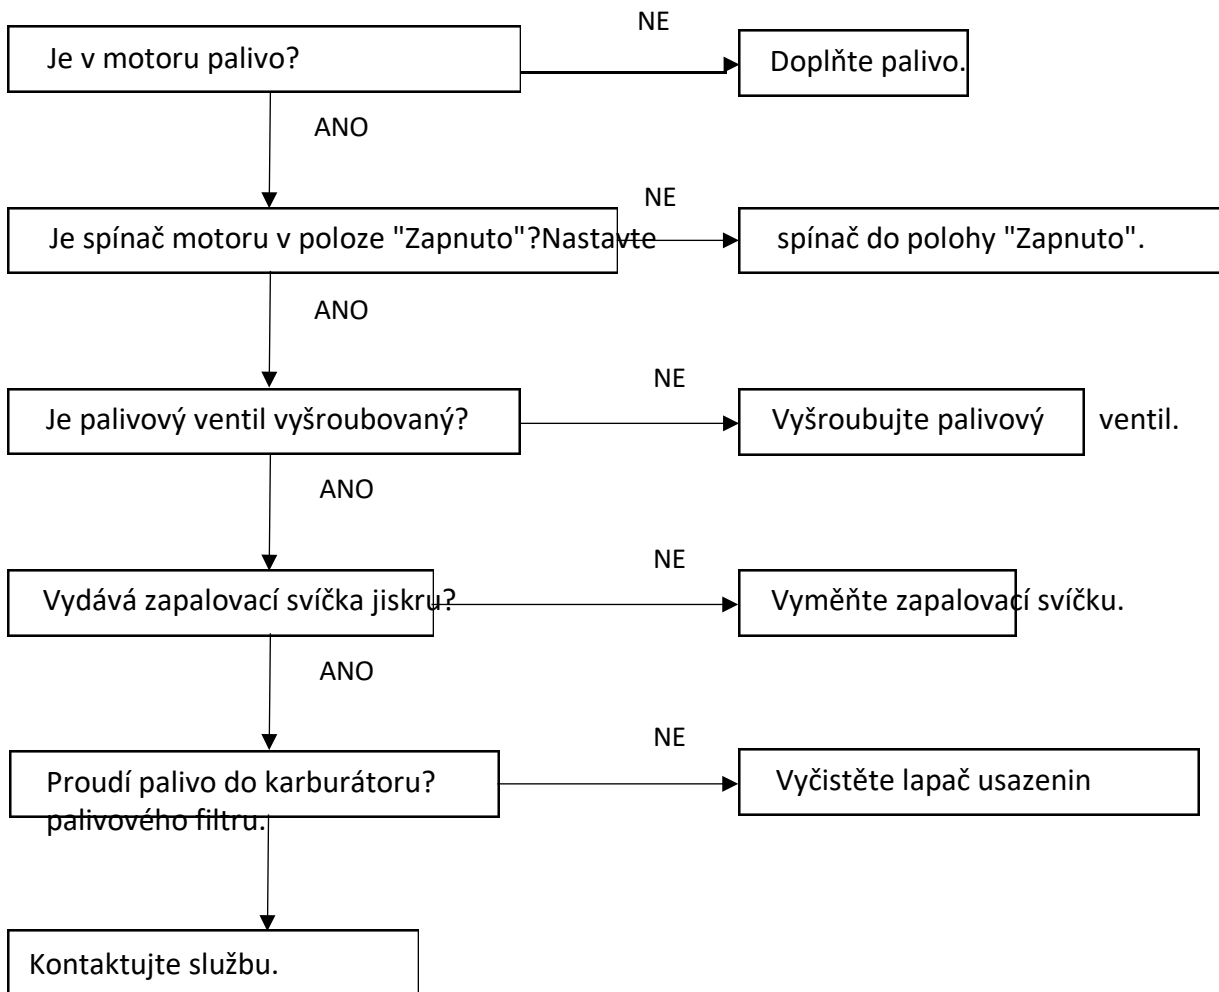 NE
Je v motoru palivo?
Doplňte palivo.
ANO
NE
Je spínač motoru v poloze "Zapnuto"?Nastavte spínač do polohy "Zapnuto".
ANO
NE
Je palivový ventil vyšroubovaný?
Vyšroubujte palivový ventil.
ANO
NE
Vydává zapalovací svíčka jiskru?
Vyměňte zapalovací svíčku.
ANO
NE
Proudí palivo do karburátoru?
Vyčistěte lapač usazenin
palivového filtru.
Kontaktujte službu.